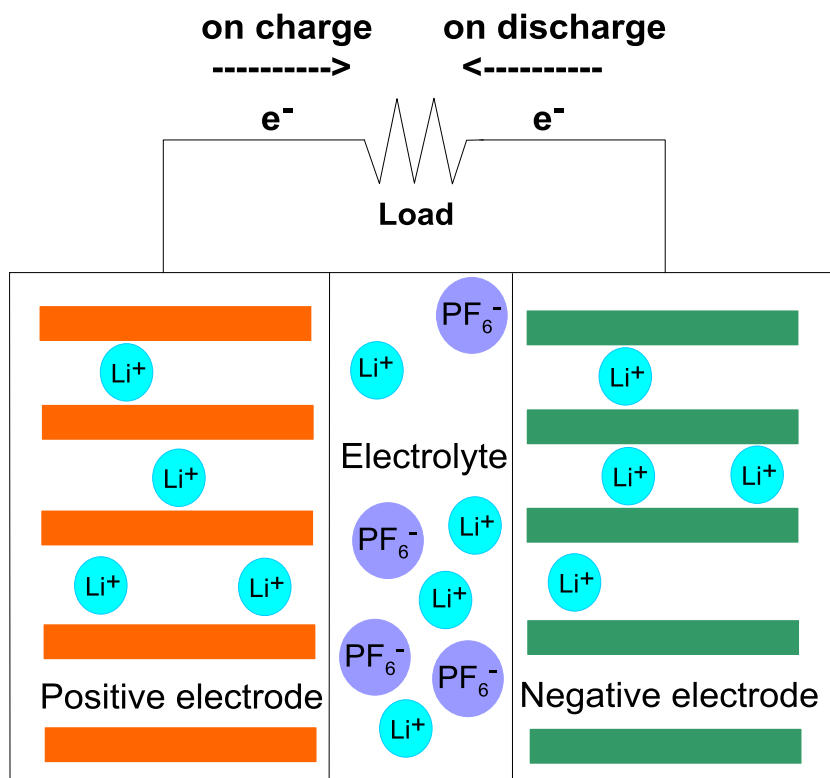 on charge on discharge
----------> <----------
e⁻ e⁻
Load
PF₆⁻
Li⁺ Li⁺ Li⁺
Electrolyte
Li⁺ Li⁺ Li⁺
Li⁺
PF₆⁻
Li⁺ Li⁺ Li⁺ Li⁺
PF₆⁻ PF₆⁻
Positive electrode Negative electrode
Li⁺